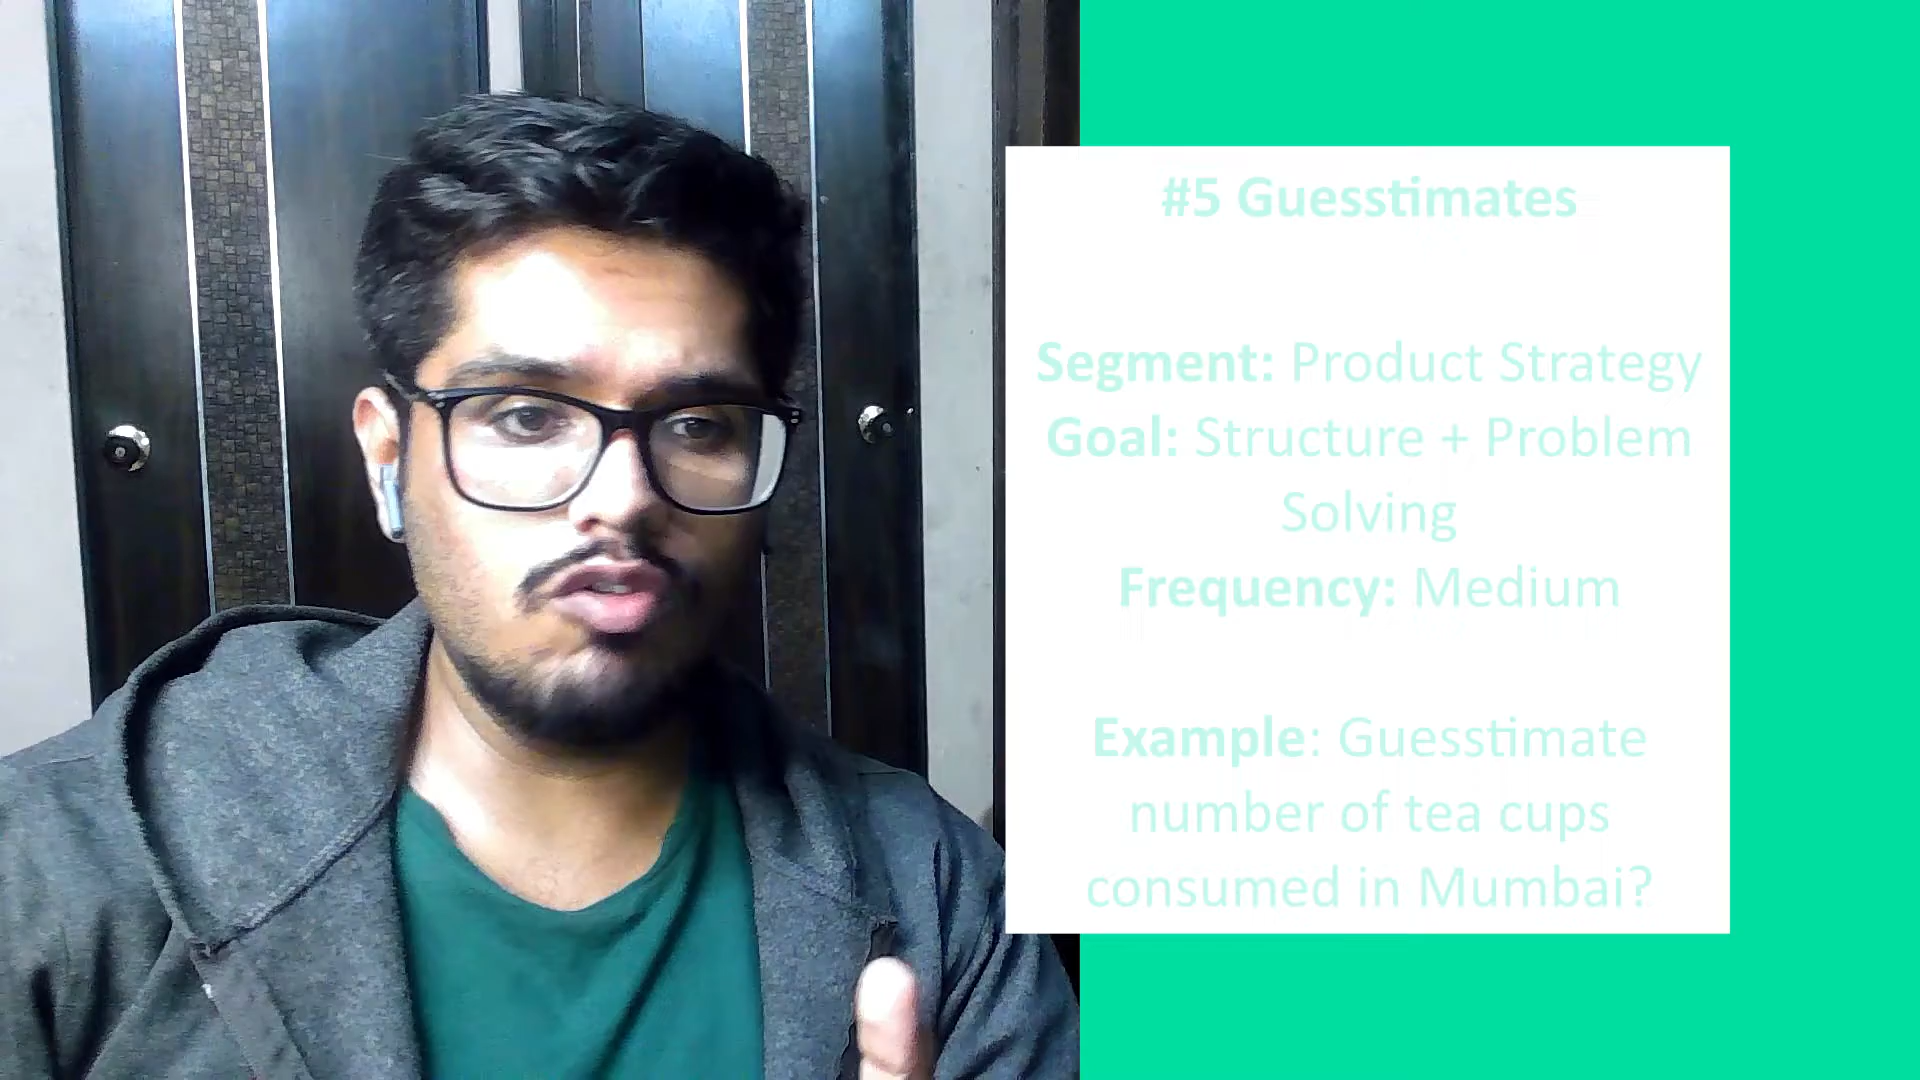 #5 Guesstimates
Segment: Product Strategy
Goal: Structure + Problem
Solving
Frequency: Medium
Example: Guesstimate
number of tea cups
consumed in Mumbai?